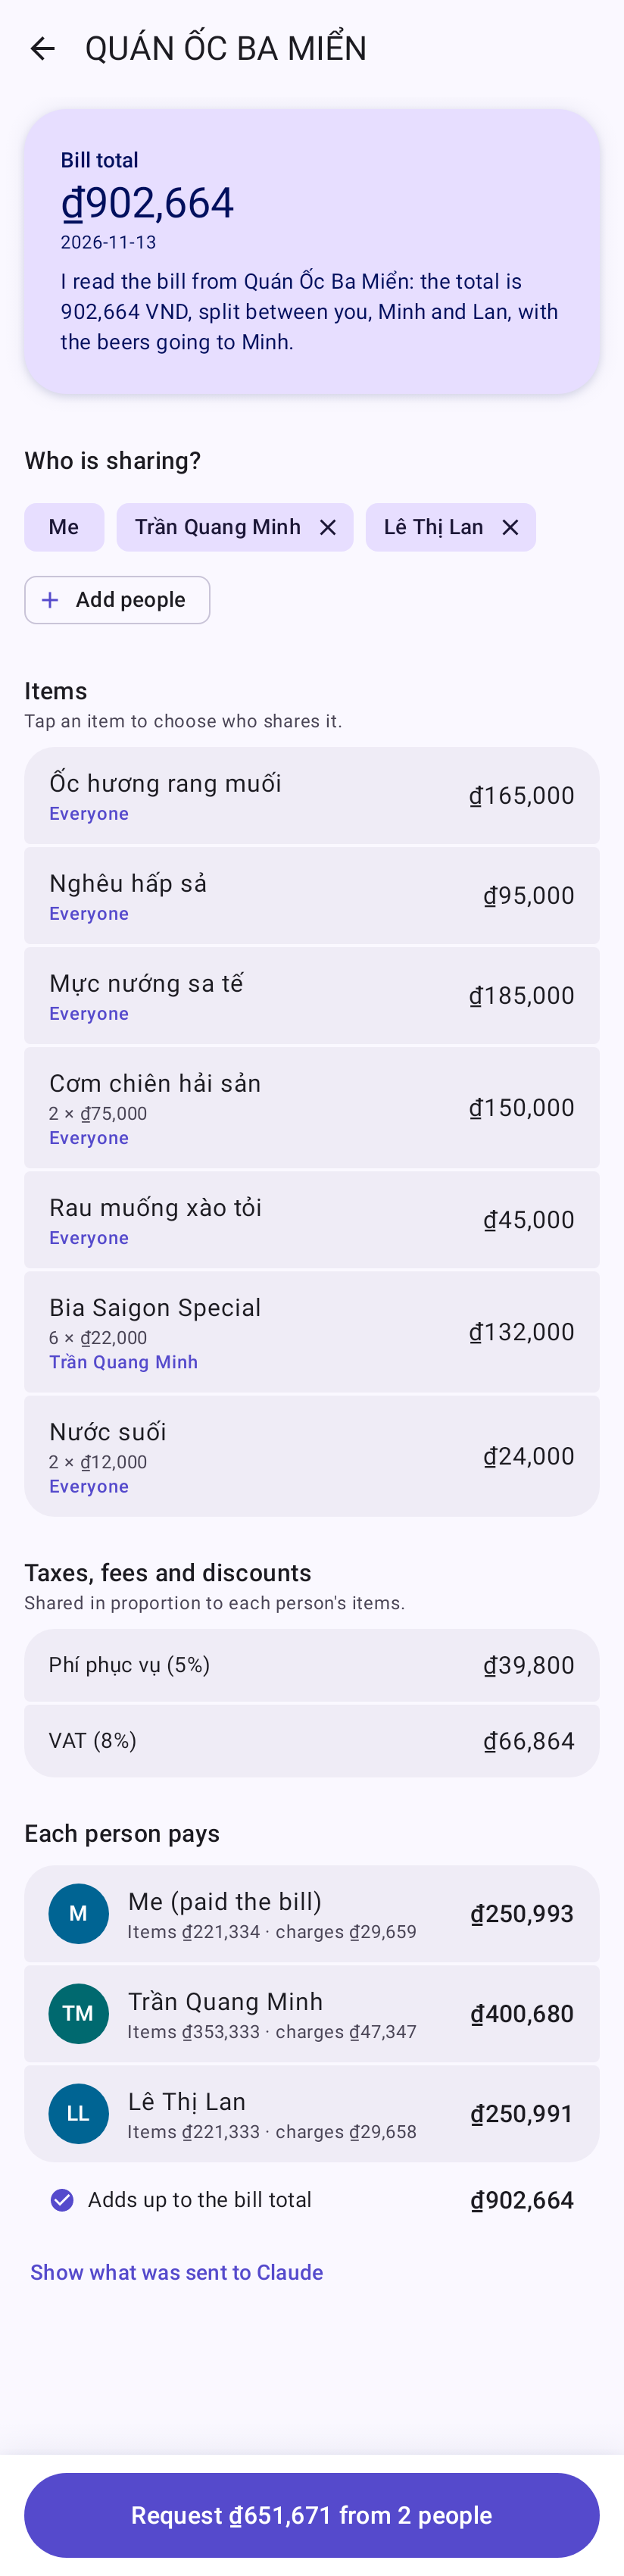 QUÁN ỐC BA MIỂN
Bill total
₫902,664
2026-11-13
I read the bill from Quán Ốc Ba Miển: the total is
902,664 VND, split between you, Minh and Lan, with
the beers going to Minh.
Who is sharing?
Me
Trần Quang Minh
Lê Thị Lan
Add people
Items
Tap an item to choose who shares it.
Ốc hương rang muối
Everyone
₫165,000
Nghêu hấp sả
Everyone
₫95,000
Mực nướng sa tế
Everyone
₫185,000
Cơm chiên hải sản
2 × ₫75,000
Everyone
₫150,000
Rau muống xào tỏi
Everyone
₫45,000
Bia Saigon Special
6 × ₫22,000
Trần Quang Minh
₫132,000
Nước suối
2 × ₫12,000
Everyone
₫24,000
Taxes, fees and discounts
Shared in proportion to each person's items.
Phí phục vụ (5%) ₫39,800
VAT (8%) ₫66,864
Each person pays
M
Me (paid the bill)
Items ₫221,334 · charges ₫29,659
₫250,993
TM
Trần Quang Minh
Items ₫353,333 · charges ₫47,347
₫400,680
LL
Lê Thị Lan
Items ₫221,333 · charges ₫29,658
₫250,991
Adds up to the bill total ₫902,664
Show what was sent to Claude
Request ₫651,671 from 2 people